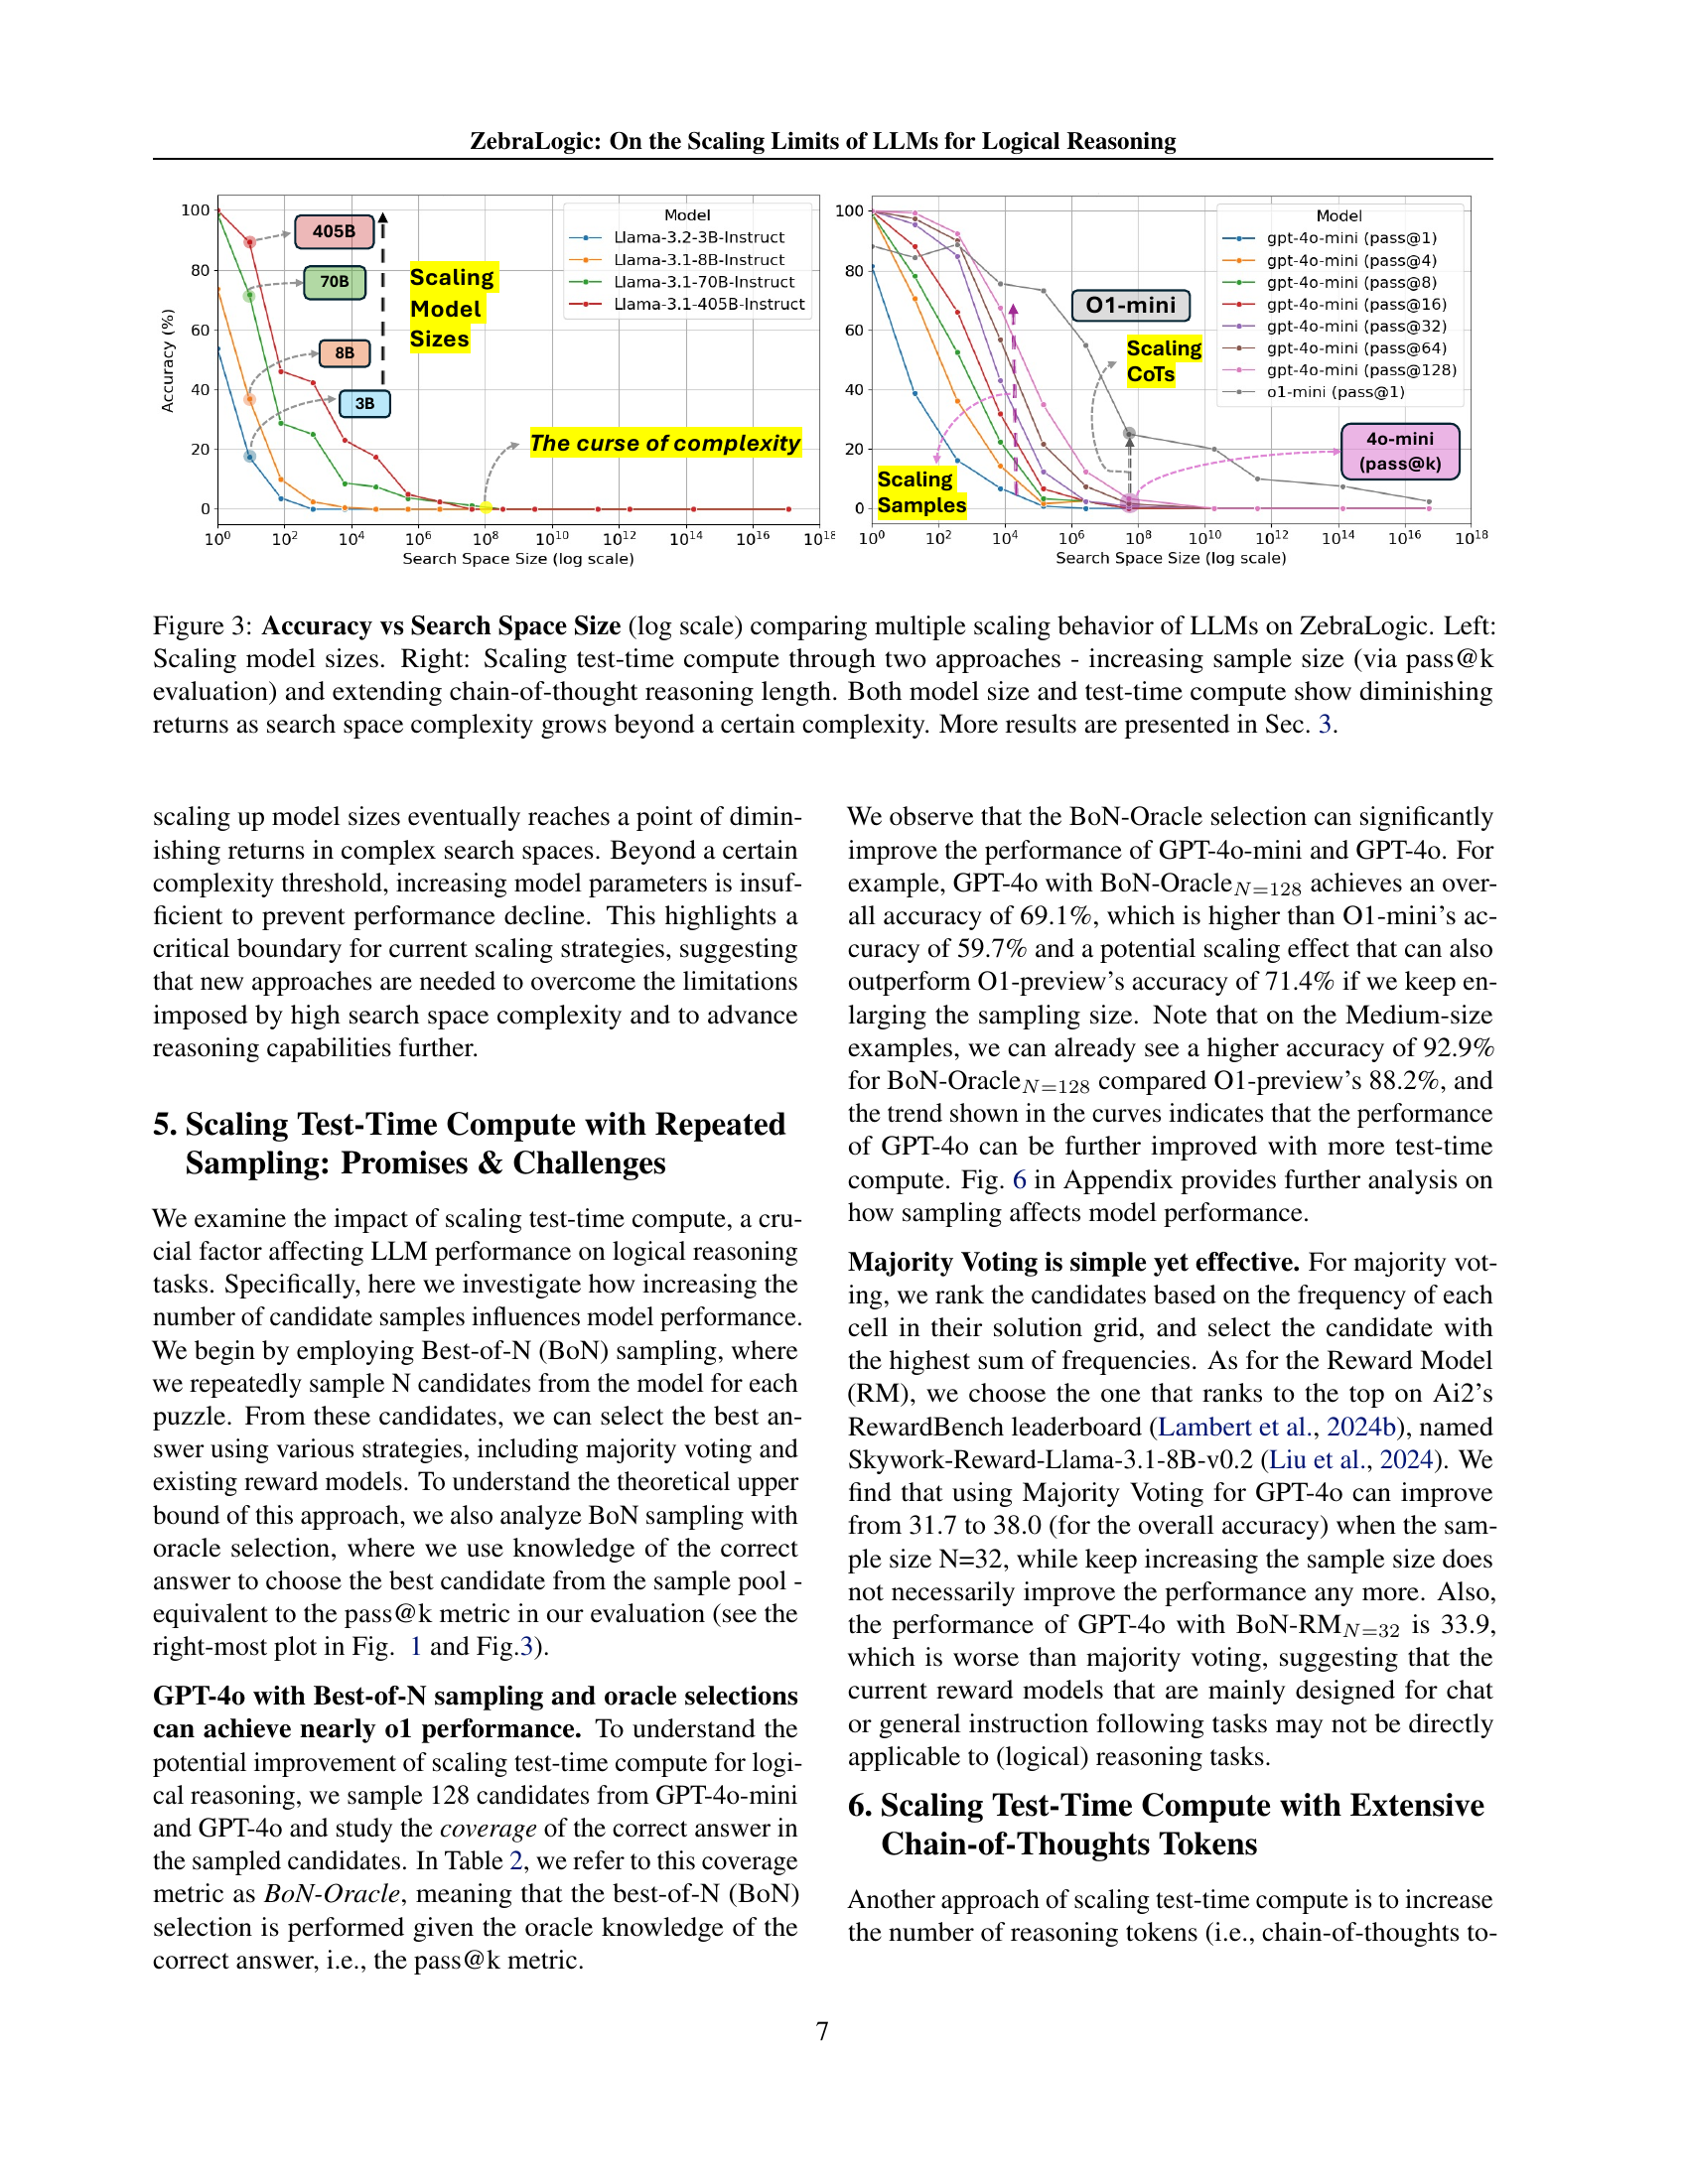 ZebraLogic: On the Scaling Limits of LLMs for Logical Reasoning
100
80
60
40
20
0
Accuracy (%)
405B
70B
8B
3B
Scaling
Model
Sizes
The curse of complexity
Model
Llama-3.2-3B-Instruct
Llama-3.1-8B-Instruct
Llama-3.1-70B-Instruct
Llama-3.1-405B-Instruct
10^0 10^2 10^4 10^6 10^8 10^10 10^12 10^14 10^16 10^18
Search Space Size (log scale)
100
80
60
40
20
0
O1-mini
Scaling
CoTs
Scaling
Samples
4o-mini
(pass@k)
Model
gpt-4o-mini (pass@1)
gpt-4o-mini (pass@4)
gpt-4o-mini (pass@8)
gpt-4o-mini (pass@16)
gpt-4o-mini (pass@32)
gpt-4o-mini (pass@64)
gpt-4o-mini (pass@128)
o1-mini (pass@1)
10^0 10^2 10^4 10^6 10^8 10^10 10^12 10^14 10^16 10^18
Search Space Size (log scale)
Figure 3: Accuracy vs Search Space Size (log scale) comparing multiple scaling behavior of LLMs on ZebraLogic. Left:
Scaling model sizes. Right: Scaling test-time compute through two approaches - increasing sample size (via pass@k
evaluation) and extending chain-of-thought reasoning length. Both model size and test-time compute show diminishing
returns as search space complexity grows beyond a certain complexity. More results are presented in Sec. 3.
scaling up model sizes eventually reaches a point of dimin-
ishing returns in complex search spaces. Beyond a certain
complexity threshold, increasing model parameters is insuf-
ficient to prevent performance decline. This highlights a
critical boundary for current scaling strategies, suggesting
that new approaches are needed to overcome the limitations
imposed by high search space complexity and to advance
reasoning capabilities further.
5. Scaling Test-Time Compute with Repeated
Sampling: Promises & Challenges
We examine the impact of scaling test-time compute, a cru-
cial factor affecting LLM performance on logical reasoning
tasks. Specifically, here we investigate how increasing the
number of candidate samples influences model performance.
We begin by employing Best-of-N (BoN) sampling, where
we repeatedly sample N candidates from the model for each
puzzle. From these candidates, we can select the best an-
swer using various strategies, including majority voting and
existing reward models. To understand the theoretical upper
bound of this approach, we also analyze BoN sampling with
oracle selection, where we use knowledge of the correct
answer to choose the best candidate from the sample pool -
equivalent to the pass@k metric in our evaluation (see the
right-most plot in Fig. 1 and Fig.3).
GPT-4o with Best-of-N sampling and oracle selections
can achieve nearly o1 performance. To understand the
potential improvement of scaling test-time compute for logi-
cal reasoning, we sample 128 candidates from GPT-4o-mini
and GPT-4o and study the coverage of the correct answer in
the sampled candidates. In Table 2, we refer to this coverage
metric as BoN-Oracle, meaning that the best-of-N (BoN)
selection is performed given the oracle knowledge of the
correct answer, i.e., the pass@k metric.
We observe that the BoN-Oracle selection can significantly
improve the performance of GPT-4o-mini and GPT-4o. For
example, GPT-4o with BoN-Oracle_{N=128} achieves an over-
all accuracy of 69.1%, which is higher than O1-mini's ac-
curacy of 59.7% and a potential scaling effect that can also
outperform O1-preview's accuracy of 71.4% if we keep en-
larging the sampling size. Note that on the Medium-size
examples, we can already see a higher accuracy of 92.9%
for BoN-Oracle_{N=128} compared O1-preview's 88.2%, and
the trend shown in the curves indicates that the performance
of GPT-4o can be further improved with more test-time
compute. Fig. 6 in Appendix provides further analysis on
how sampling affects model performance.
Majority Voting is simple yet effective. For majority vot-
ing, we rank the candidates based on the frequency of each
cell in their solution grid, and select the candidate with
the highest sum of frequencies. As for the Reward Model
(RM), we choose the one that ranks to the top on Ai2's
RewardBench leaderboard (Lambert et al., 2024b), named
Skywork-Reward-Llama-3.1-8B-v0.2 (Liu et al., 2024). We
find that using Majority Voting for GPT-4o can improve
from 31.7 to 38.0 (for the overall accuracy) when the sam-
ple size N=32, while keep increasing the sample size does
not necessarily improve the performance any more. Also,
the performance of GPT-4o with BoN-RM_{N=32} is 33.9,
which is worse than majority voting, suggesting that the
current reward models that are mainly designed for chat
or general instruction following tasks may not be directly
applicable to (logical) reasoning tasks.
6. Scaling Test-Time Compute with Extensive
Chain-of-Thoughts Tokens
Another approach of scaling test-time compute is to increase
the number of reasoning tokens (i.e., chain-of-thoughts to-
7